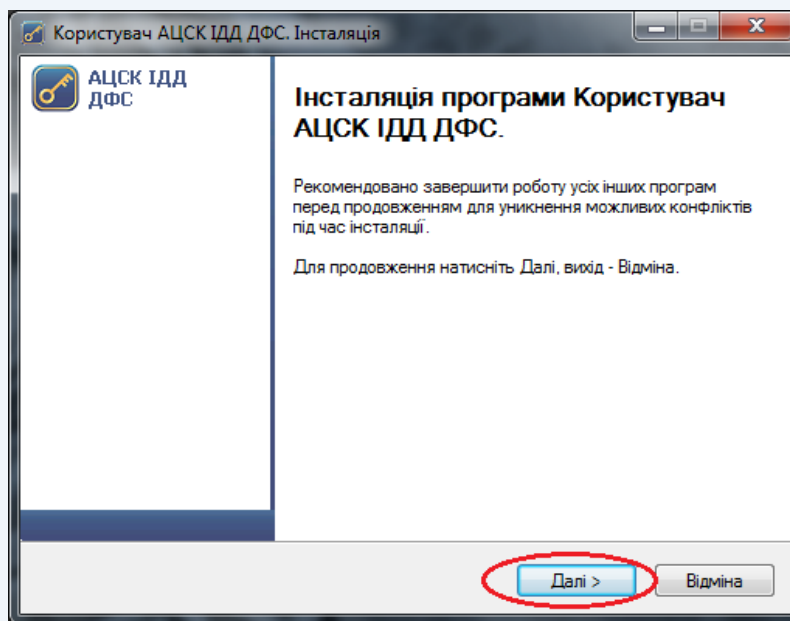 Користувач АЦСК ІДД ДФС. Інсталяція
АЦСК ІДД
ДФС
Інсталяція програми Користувач
АЦСК ІДД ДФС.
Рекомендовано завершити роботу усіх інших програм
перед продовженням для уникнення можливих конфліктів
під час інсталяції.
Для продовження натисніть Далі, вихід - Відміна.
Далі >
Відміна